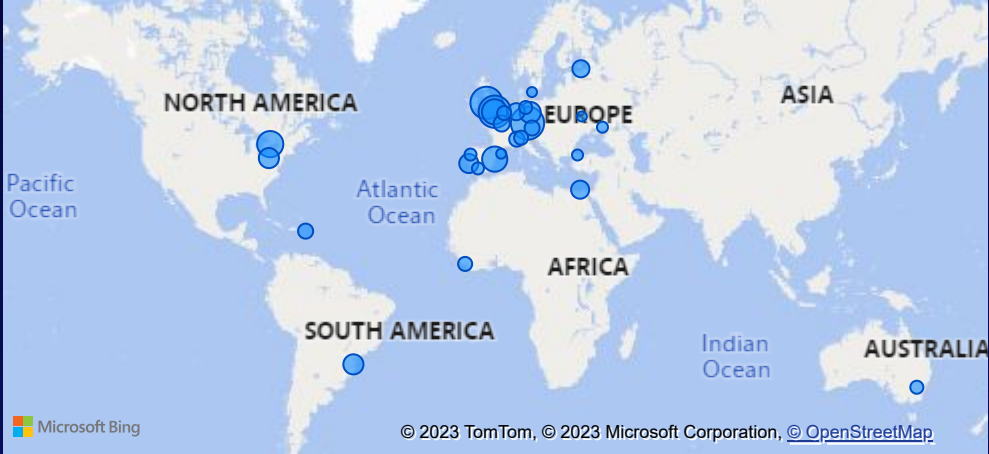 NORTH AMERICA
EUROPE
ASIA
Pacific
Ocean
Atlantic
Ocean
AFRICA
SOUTH AMERICA
Indian
Ocean
AUSTRALIA
Microsoft Bing
© 2023 TomTom, © 2023 Microsoft Corporation, © OpenStreetMap